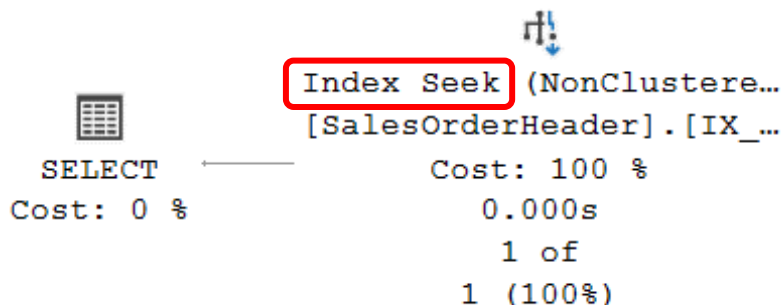 Index Seek (NonClustere…
[SalesOrderHeader].[IX_…
SELECT
Cost: 100 %
Cost: 0 %
0.000s
1 of
1 (100%)